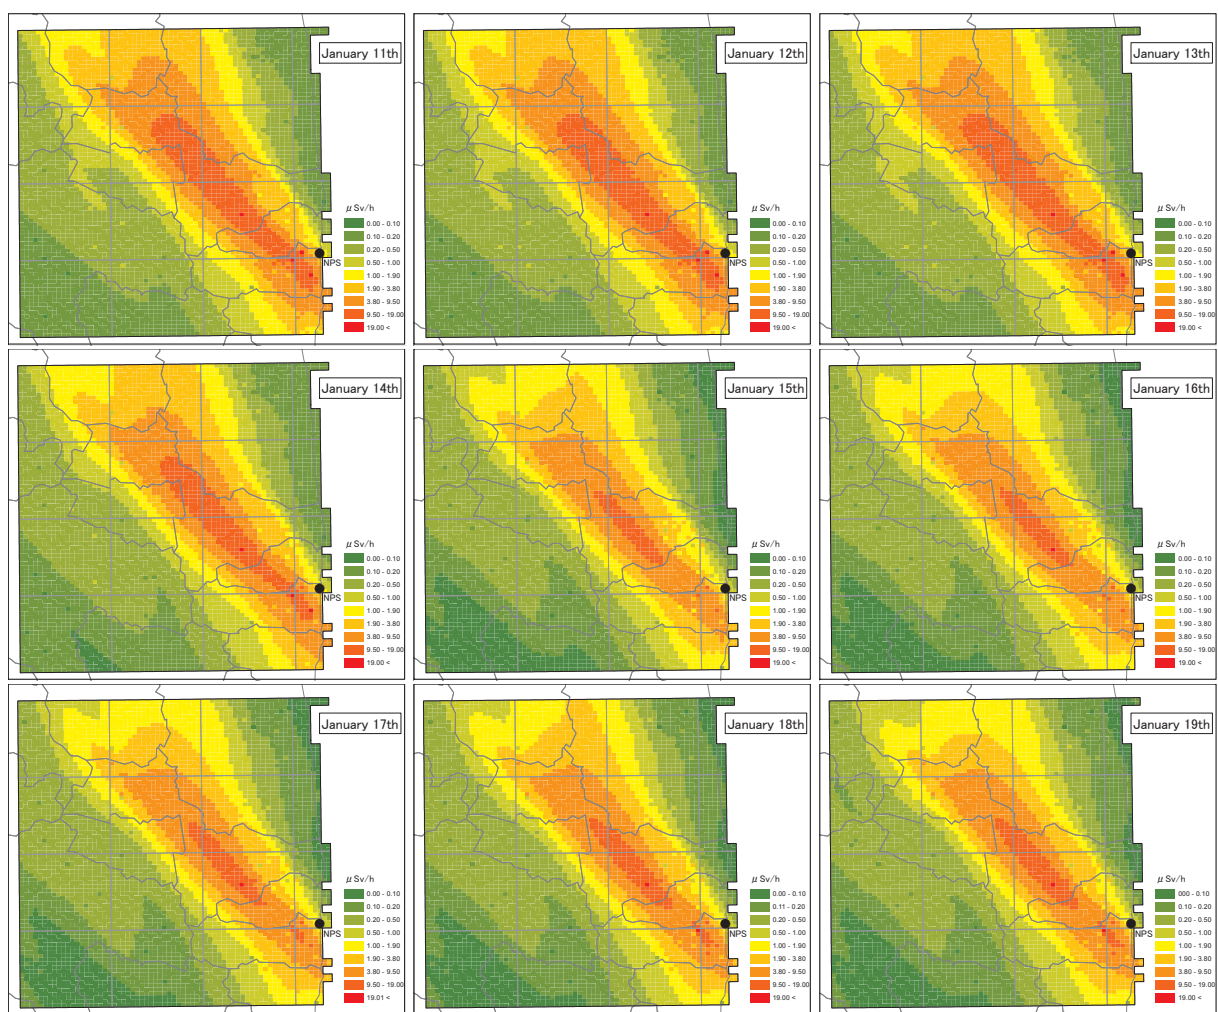 January 11th
μ Sv/h
0.00 - 0.10
0.10 - 0.20
0.20 - 0.50
0.50 - 1.00
1.00 - 1.90
1.90 - 3.80
3.80 - 9.50
9.50 - 19.00
19.00 <
NPS
January 12th
μ Sv/h
0.00 - 0.10
0.10 - 0.20
0.20 - 0.50
0.50 - 1.00
1.00 - 1.90
1.90 - 3.80
3.80 - 9.50
9.50 - 19.00
19.00 <
NPS
January 13th
μ Sv/h
0.00 - 0.10
0.10 - 0.20
0.20 - 0.50
0.50 - 1.00
1.00 - 1.90
1.90 - 3.80
3.80 - 9.50
9.50 - 19.00
19.00 <
NPS
January 14th
μ Sv/h
0.00 - 0.10
0.10 - 0.20
0.20 - 0.50
0.50 - 1.00
1.00 - 1.90
1.90 - 3.80
3.80 - 9.50
9.50 - 19.00
19.00 <
NPS
January 15th
μ Sv/h
0.00 - 0.10
0.10 - 0.20
0.20 - 0.50
0.50 - 1.00
1.00 - 1.90
1.90 - 3.80
3.80 - 9.50
9.50 - 19.00
19.00 <
NPS
January 16th
μ Sv/h
0.00 - 0.10
0.10 - 0.20
0.20 - 0.50
0.50 - 1.00
1.00 - 1.90
1.90 - 3.80
3.80 - 9.50
9.50 - 19.00
19.00 <
NPS
January 17th
μ Sv/h
0.00 - 0.10
0.10 - 0.20
0.20 - 0.50
0.50 - 1.00
1.00 - 1.90
1.90 - 3.80
3.80 - 9.50
9.50 - 19.00
19.01 <
NPS
January 18th
μ Sv/h
0.00 - 0.10
0.11 - 0.20
0.20 - 0.50
0.50 - 1.00
1.00 - 1.90
1.90 - 3.80
3.80 - 9.50
9.50 - 19.00
19.00 <
NPS
January 19th
μ Sv/h
000 - 0.10
0.10 - 0.20
0.20 - 0.50
0.50 - 1.00
1.00 - 1.90
1.90 - 3.80
3.80 - 9.50
9.50 - 19.00
19.00 <
NPS